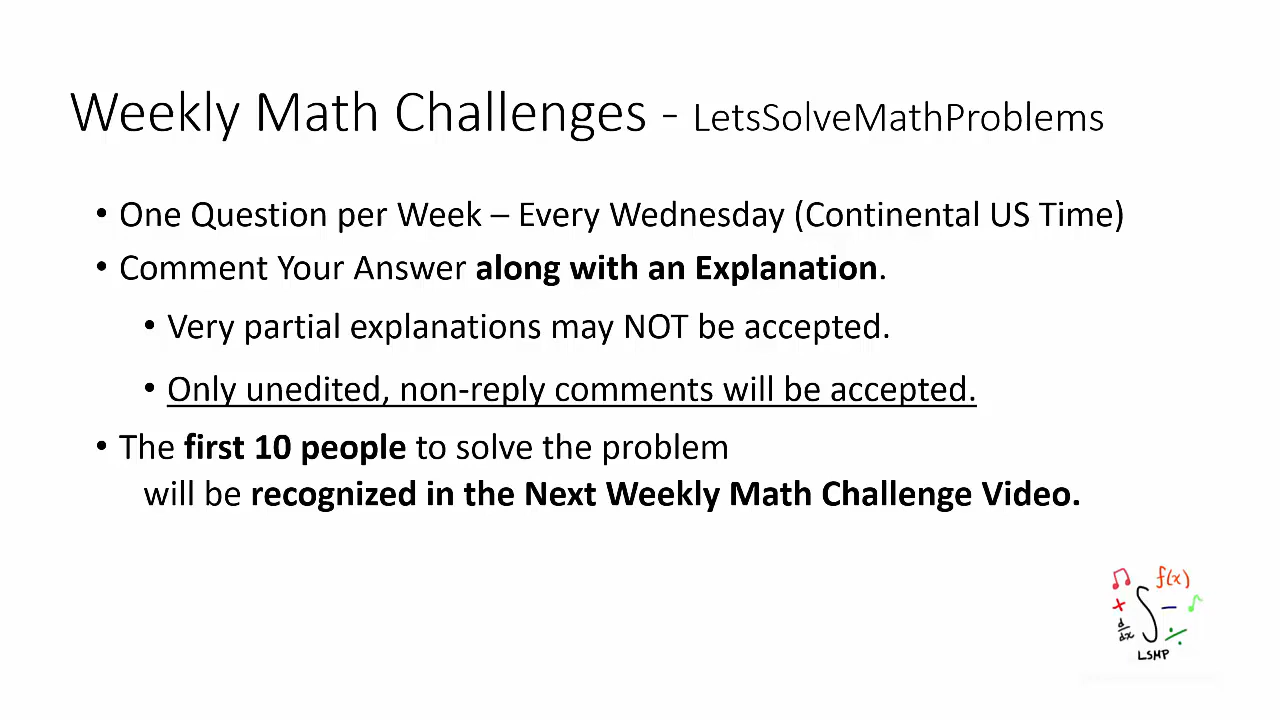 Weekly Math Challenges - LetsSolveMathProblems
• One Question per Week – Every Wednesday (Continental US Time)
• Comment Your Answer along with an Explanation.
• Very partial explanations may NOT be accepted.
• Only unedited, non-reply comments will be accepted.
• The first 10 people to solve the problem
will be recognized in the Next Weekly Math Challenge Video.
f(x)
+ ∫ –
d/dx ÷
LSMP